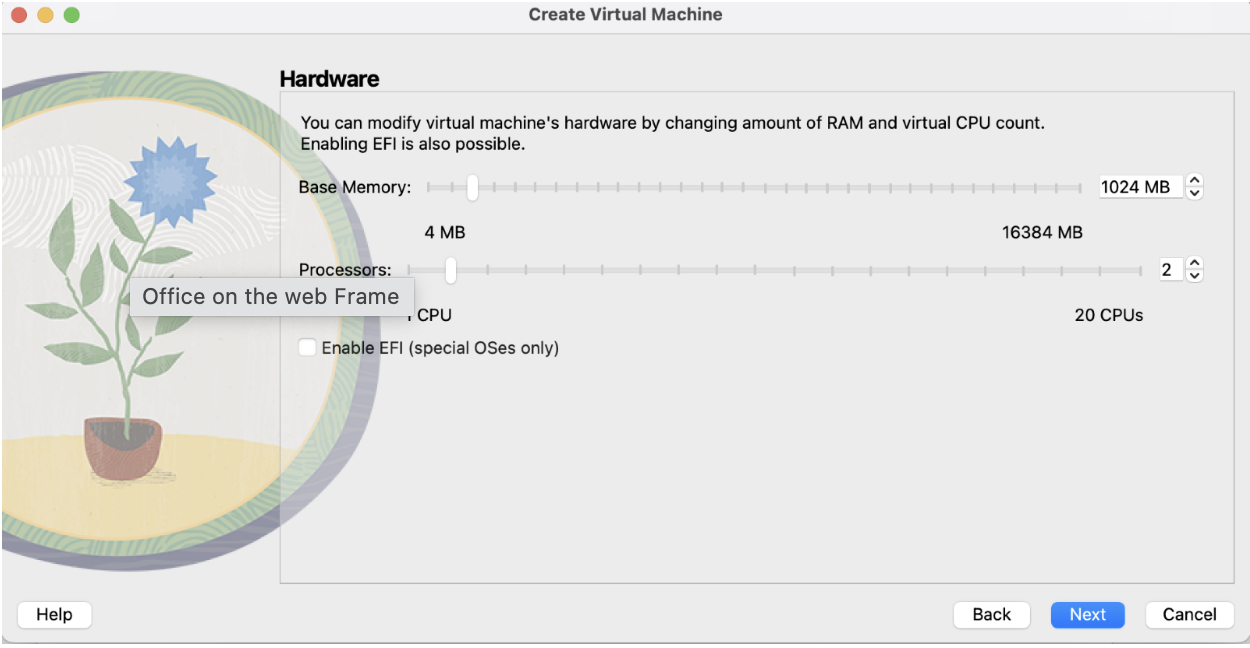 Create Virtual Machine
Hardware
You can modify virtual machine's hardware by changing amount of RAM and virtual CPU count.
Enabling EFI is also possible.
Base Memory: 1024 MB
4 MB 16384 MB
Processors: 2
Office on the web Frame
1 CPU 20 CPUs
Enable EFI (special OSes only)
Help Back Next Cancel